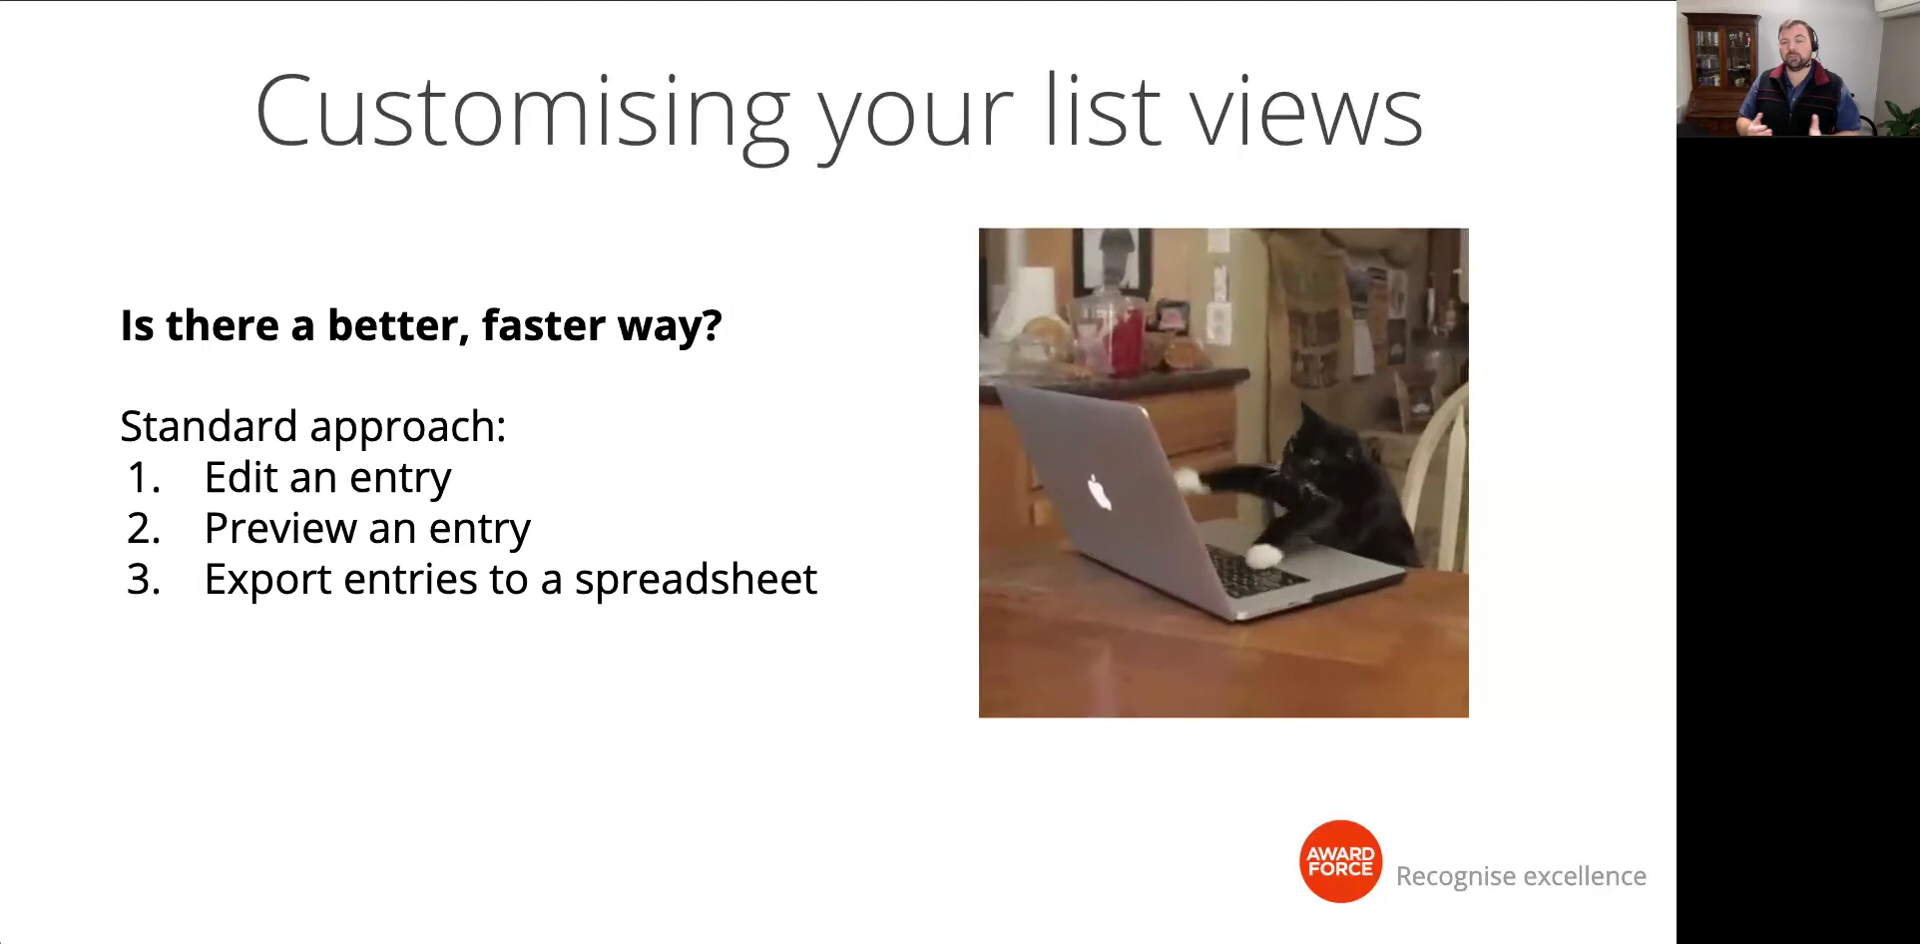 Customising your list views
Is there a better, faster way?
Standard approach:
1. Edit an entry
2. Preview an entry
3. Export entries to a spreadsheet
AWARD
FORCE
Recognise excellence